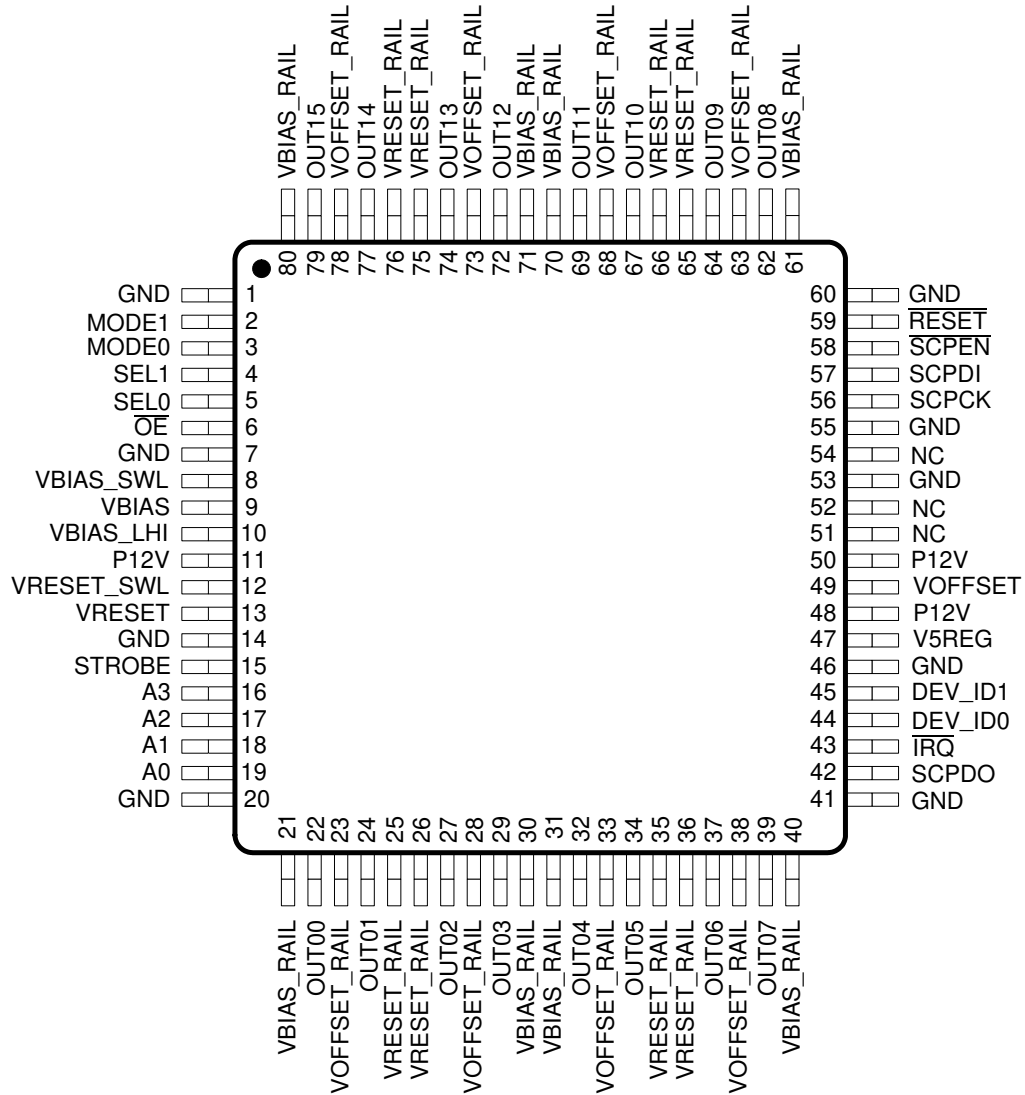 VBIAS_RAIL
OUT15
VOFFSET_RAIL
OUT14
VRESET_RAIL
VRESET_RAIL
OUT13
VOFFSET_RAIL
OUT12
VBIAS_RAIL
VBIAS_RAIL
OUT11
VOFFSET_RAIL
OUT10
VRESET_RAIL
VRESET_RAIL
OUT09
VOFFSET_RAIL
OUT08
VBIAS_RAIL
80 79 78 77 76 75 74 73 72 71 70 69 68 67 66 65 64 63 62 61
GND 1
MODE1 2
MODE0 3
SEL1 4
SEL0 5
OE 6
GND 7
VBIAS_SWL 8
VBIAS 9
VBIAS_LHI 10
P12V 11
VRESET_SWL 12
VRESET 13
GND 14
STROBE 15
A3 16
A2 17
A1 18
A0 19
GND 20
60 GND
59 RESET
58 SCPEN
57 SCPDI
56 SCPCK
55 GND
54 NC
53 GND
52 NC
51 NC
50 P12V
49 VOFFSET
48 P12V
47 V5REG
46 GND
45 DEV_ID1
44 DEV_ID0
43 IRQ
42 SCPDO
41 GND
21 22 23 24 25 26 27 28 29 30 31 32 33 34 35 36 37 38 39 40
VBIAS_RAIL
OUT00
VOFFSET_RAIL
OUT01
VRESET_RAIL
VRESET_RAIL
OUT02
VOFFSET_RAIL
OUT03
VBIAS_RAIL
VBIAS_RAIL
OUT04
VOFFSET_RAIL
OUT05
VRESET_RAIL
VRESET_RAIL
OUT06
VOFFSET_RAIL
OUT07
VBIAS_RAIL